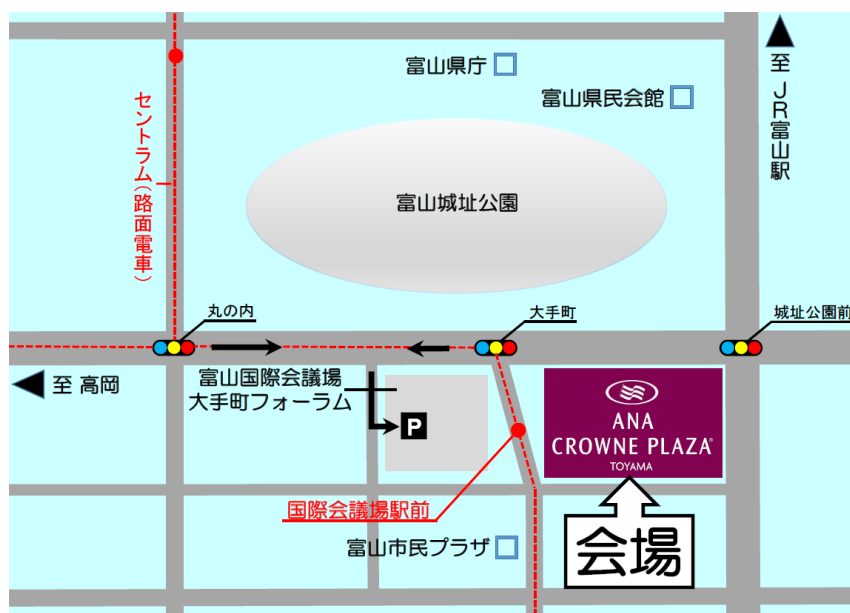 富山県庁
富山県民会館
至 JR富山駅
セントラム(路面電車)
富山城址公園
丸の内
大手町
城址公園前
至 高岡
富山国際会議場
大手町フォーラム
P
ANA
CROWNE PLAZA®
TOYAMA
国際会議場駅前
富山市民プラザ
会場